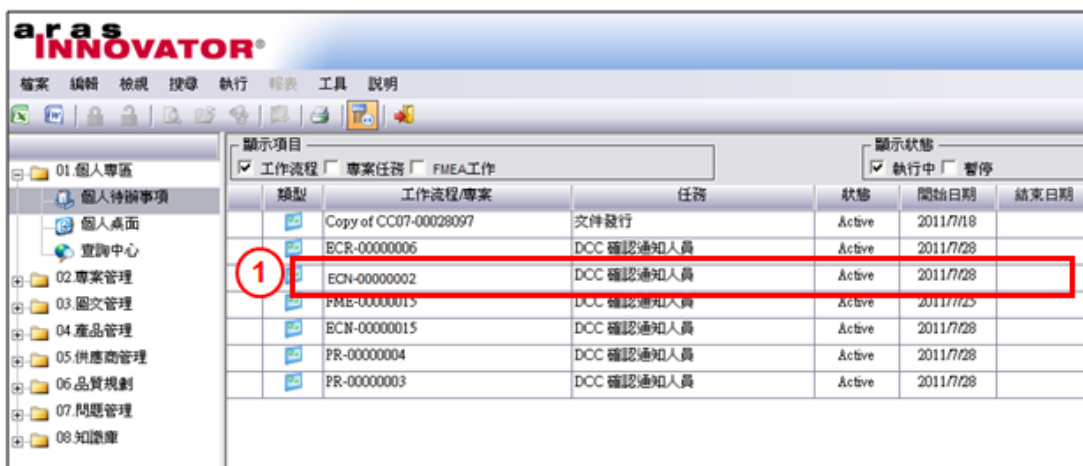 aras
INNOVATOR®
檔案 編輯 檢視 搜尋 執行 報表 工具 說明
顯示項目 顯示狀態
工作流程 專案任務 FMEA工作 執行中 暫停
類型 工作流程/專案 任務 狀態 開始日期 結束日期
01.個人專區
個人待辦事項
個人桌面
查詢中心
02.專案管理
03.圖文管理
04.產品管理
05.供應商管理
06.品質規劃
07.問題管理
08.知識庫
Copy of CC07-00028097 文件發行 Active 2011/7/18
ECR-00000006 DCC 確認通知人員 Active 2011/7/28
1 ECN-00000002 DCC 確認通知人員 Active 2011/7/28
FME-00000015 DCC 確認通知人員 Active 2011/7/25
ECN-00000015 DCC 確認通知人員 Active 2011/7/28
PR-00000004 DCC 確認通知人員 Active 2011/7/28
PR-00000003 DCC 確認通知人員 Active 2011/7/28